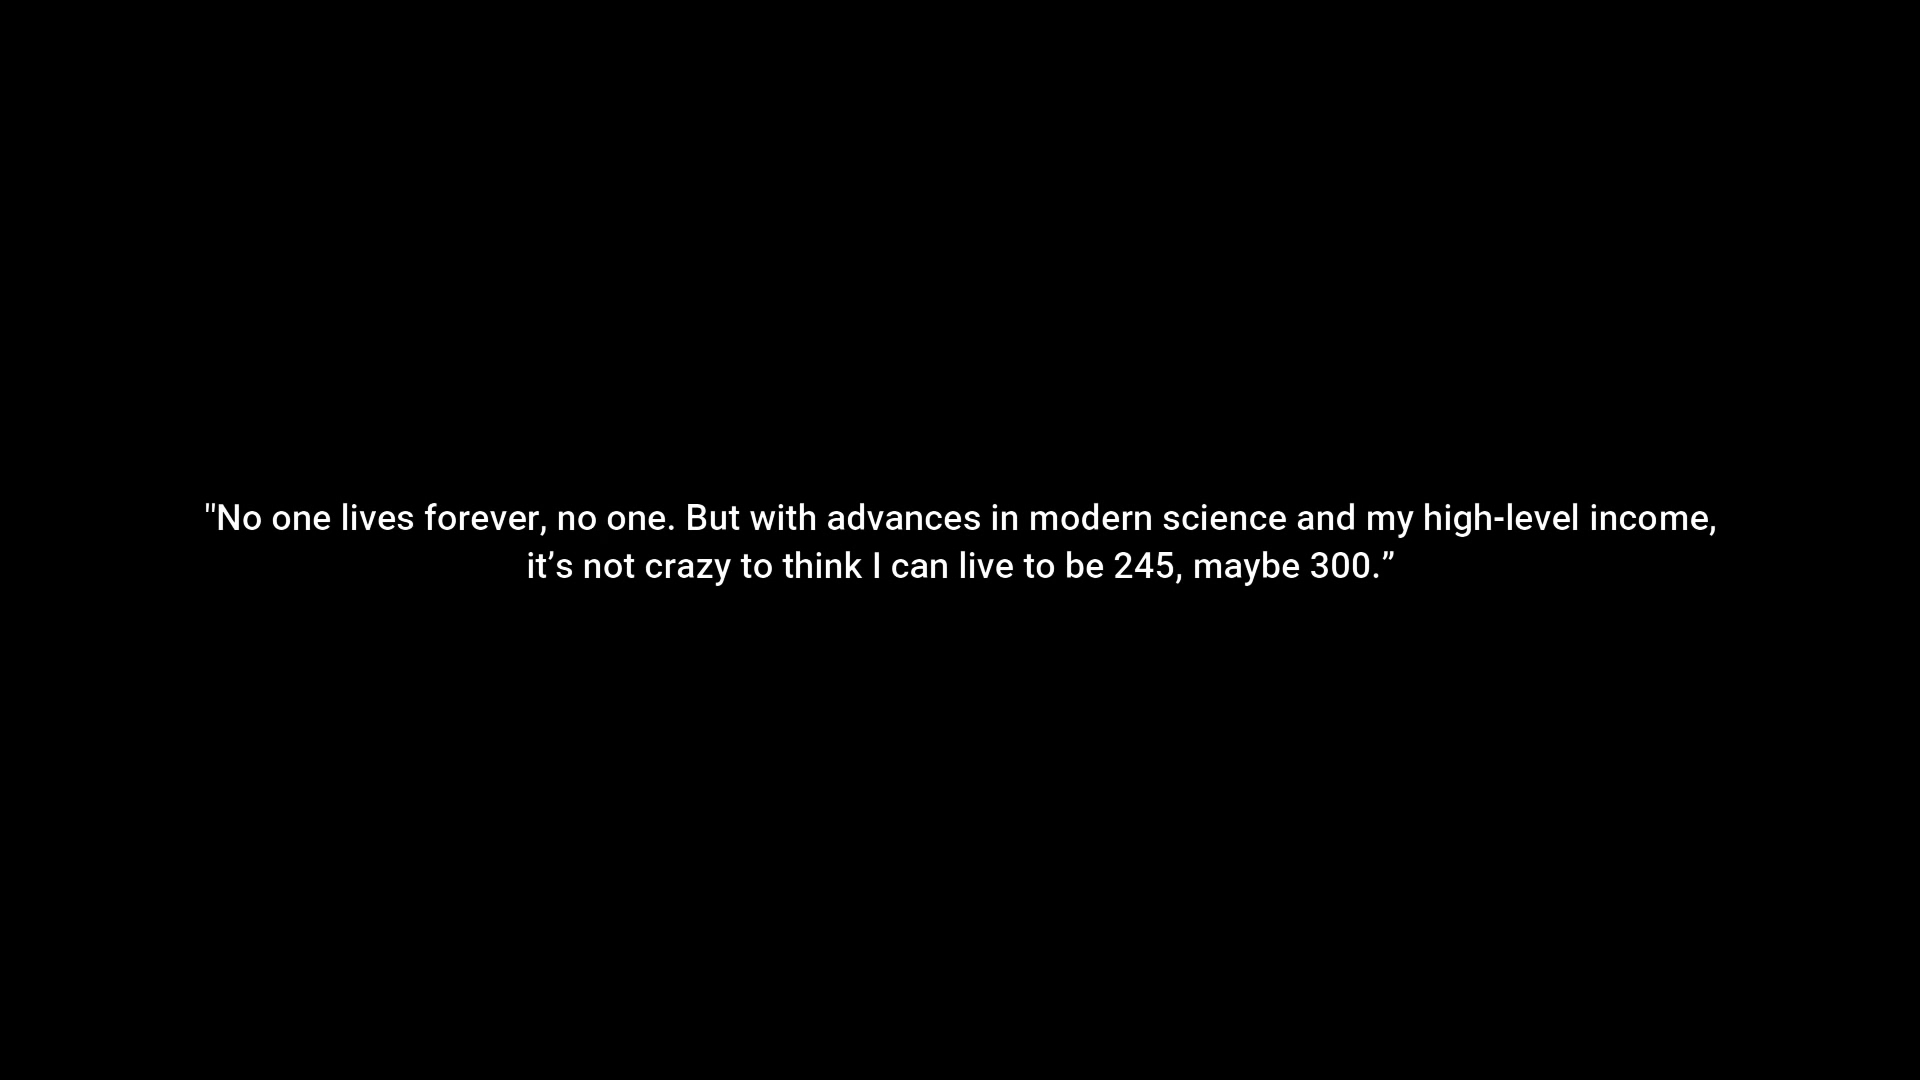 "No one lives forever, no one. But with advances in modern science and my high-level income,
it’s not crazy to think I can live to be 245, maybe 300.”